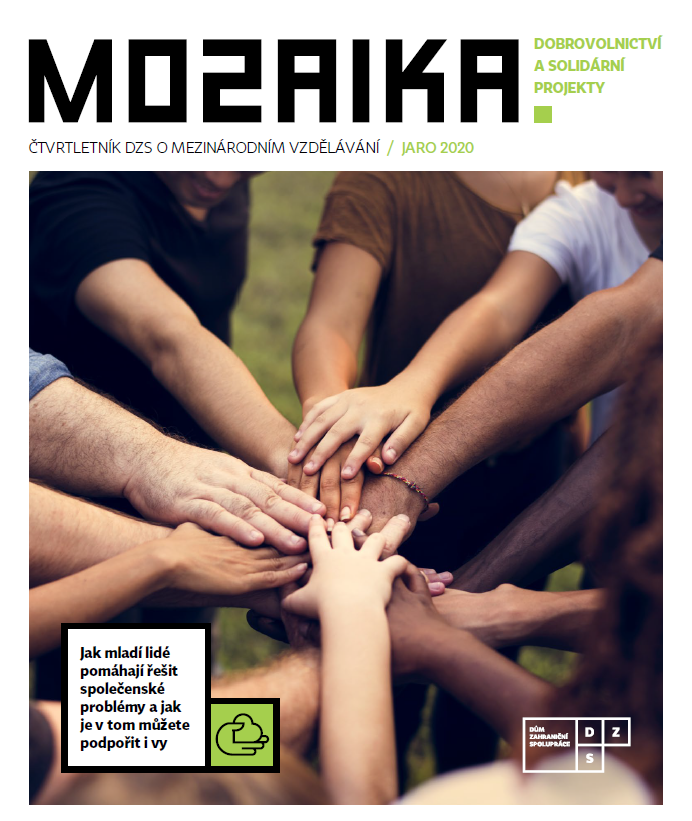 MOZAIKA
DOBROVOLNICTVÍ
A SOLIDÁRNÍ
PROJEKTY
ČTVRTLETNÍK DZS O MEZINÁRODNÍM VZDĚLÁVÁNÍ / JARO 2020
Jak mladí lidé
pomáhají řešit
společenské
problémy a jak
je v tom můžete
podpořit i vy
DŮM
ZAHRANIČNÍ
SPOLUPRÁCE
D Z
S